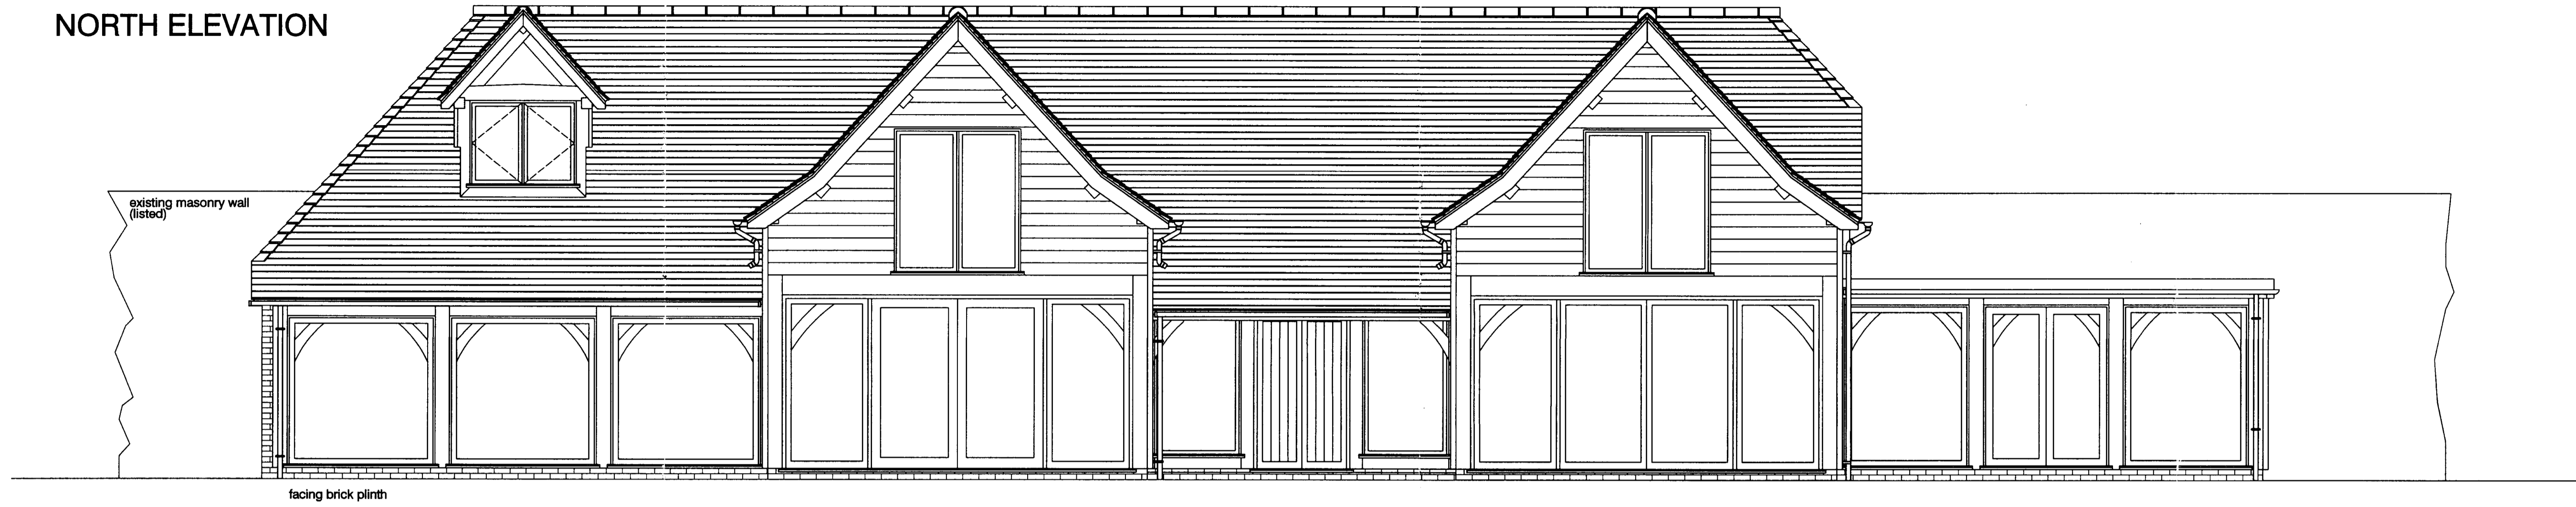 NORTH ELEVATION
existing masonry wall
(listed)
facing brick plinth